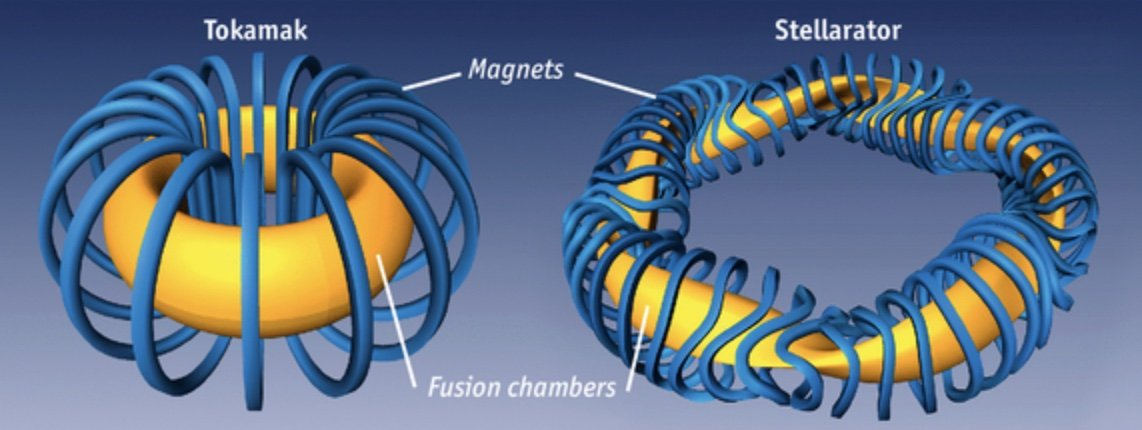 Tokamak
Stellarator
Magnets
Fusion chambers